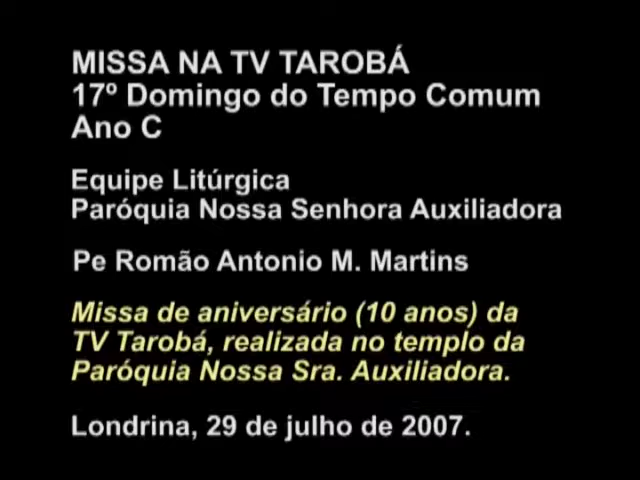 MISSA NA TV TAROBÁ
17º Domingo do Tempo Comum
Ano C
Equipe Litúrgica
Paróquia Nossa Senhora Auxiliadora
Pe Romão Antonio M. Martins
Missa de aniversário (10 anos) da
TV Tarobá, realizada no templo da
Paróquia Nossa Sra. Auxiliadora.
Londrina, 29 de julho de 2007.